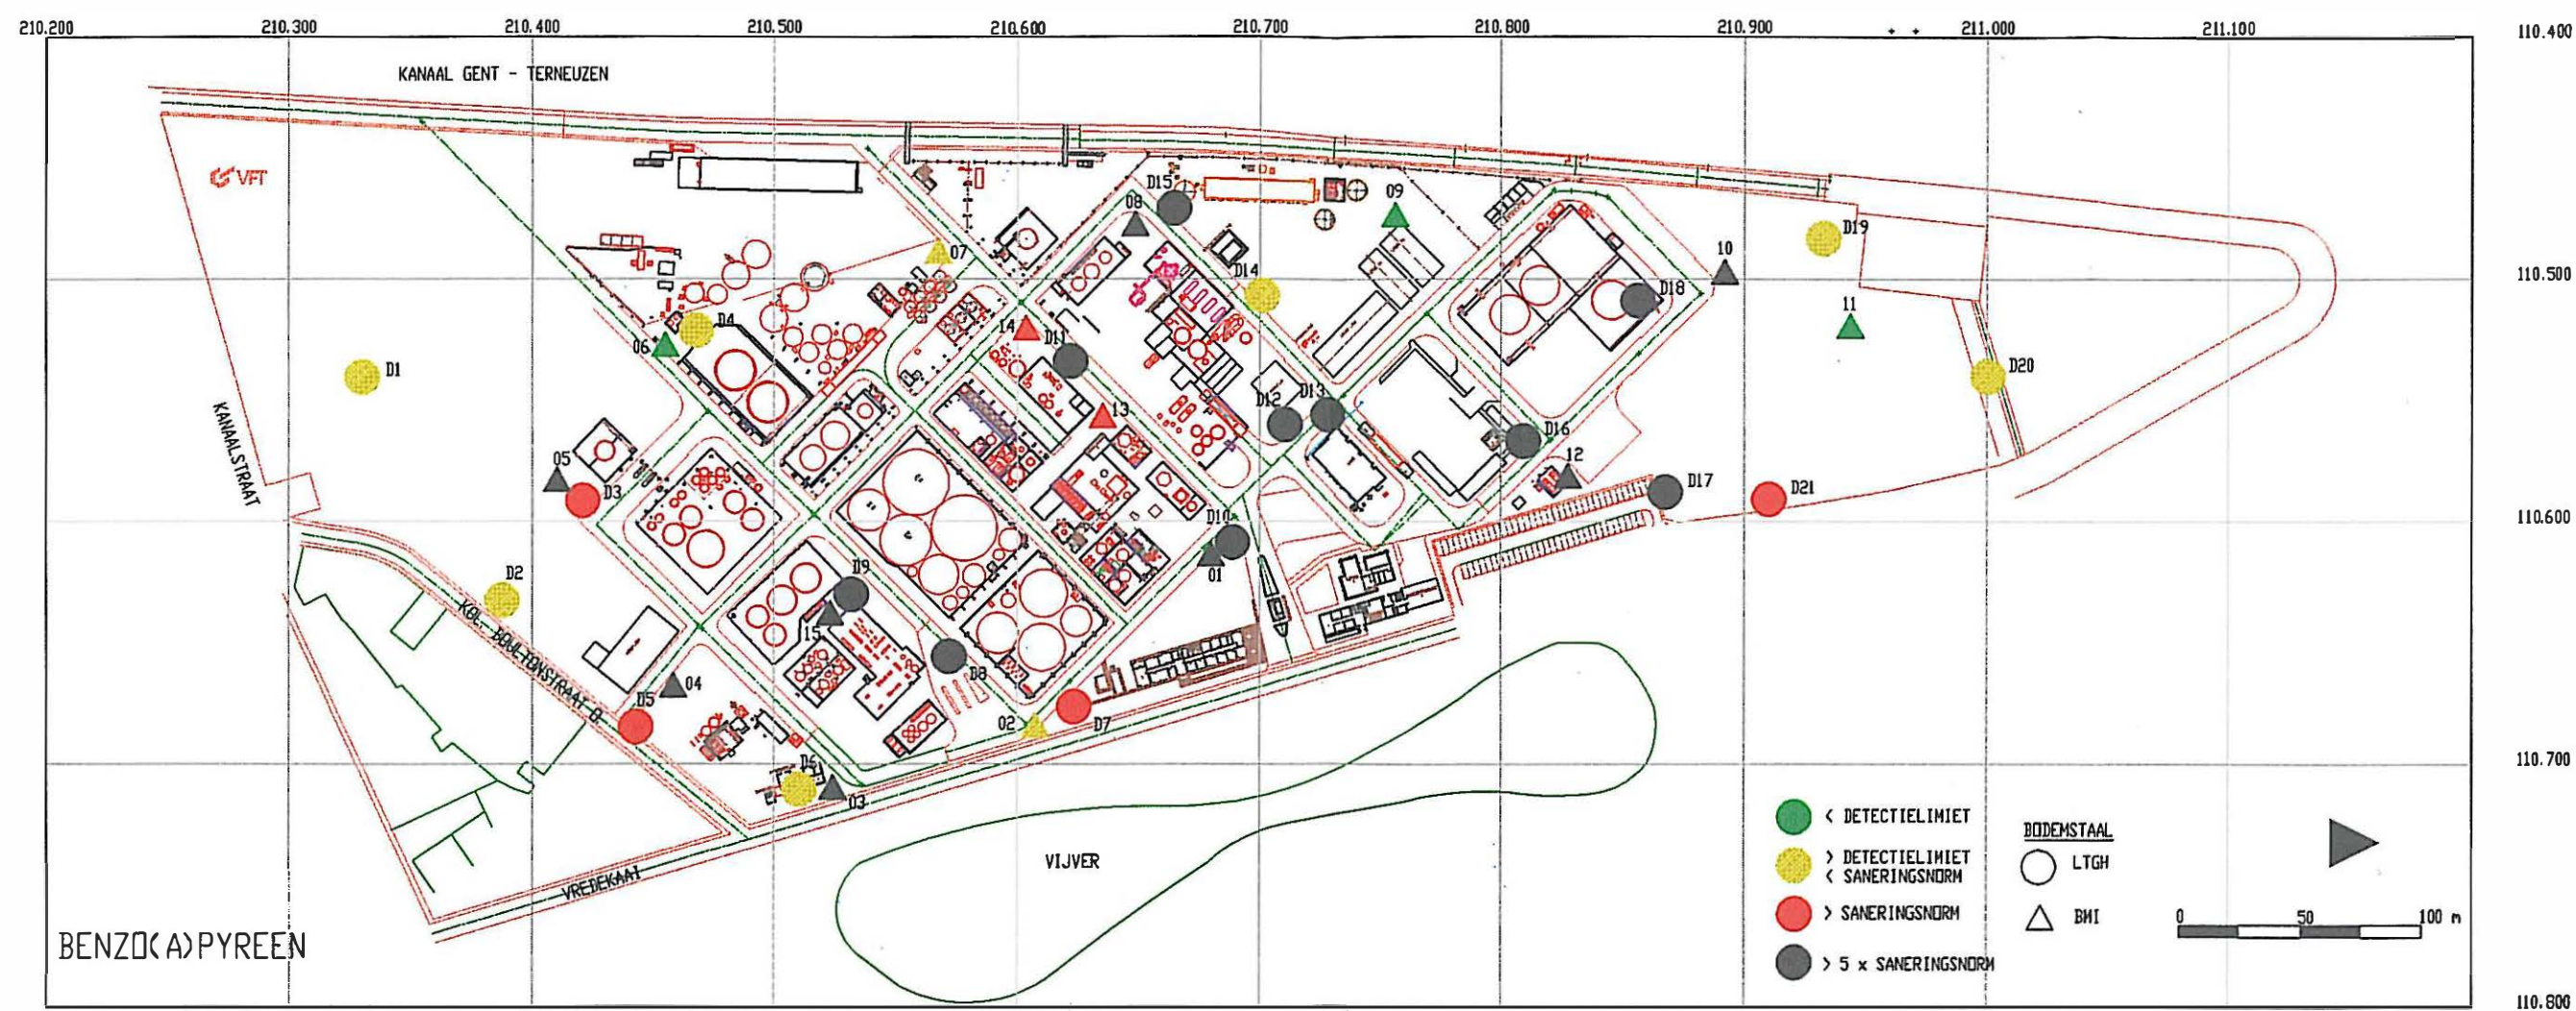 210.200 210.300 210.400 210.500 210.600 210.700 210.800 210.900 211.000 211.100
110.400
KANAAL GENT - TERNEUZEN
VFT
D15
08
09
D19
07
10
110.500
D14
D18
11
D4
14
D11
06
D1
D20
D13
D12
13
KANAALSTRAAT
D16
05
12
D3
D17
D21
D10
110.600
01
D9
D2
KOL. BOULTONSTRAAT
15
D8
04
D5
02
D7
110.700
D6
03
< DETECTIELIMIET
BODEMSTAAL
> DETECTIELIMIET
< SANERINGSNORM
LTGH
VIJVER
VREDEKAAI
> SANERINGSNORM
BMI
0 50 100 m
BENZO(A)PYREEN
> 5 x SANERINGSNORM
110.800